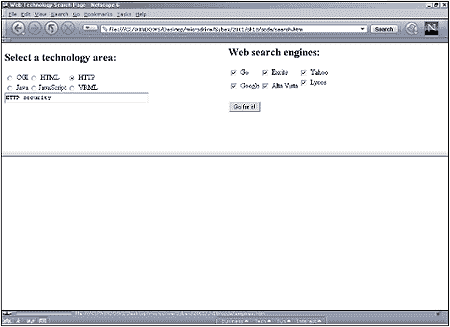 Web Technology Search Page - Netscape 6
File Edit View Search Go Bookmarks Tasks Help
Search
N
Select a technology area:
CGI HTML HTTP
Java JavaScript VRML
HTTP security
Web search engines:
Go Excite Yahoo
Google Alta Vista Lycos
Go for it!